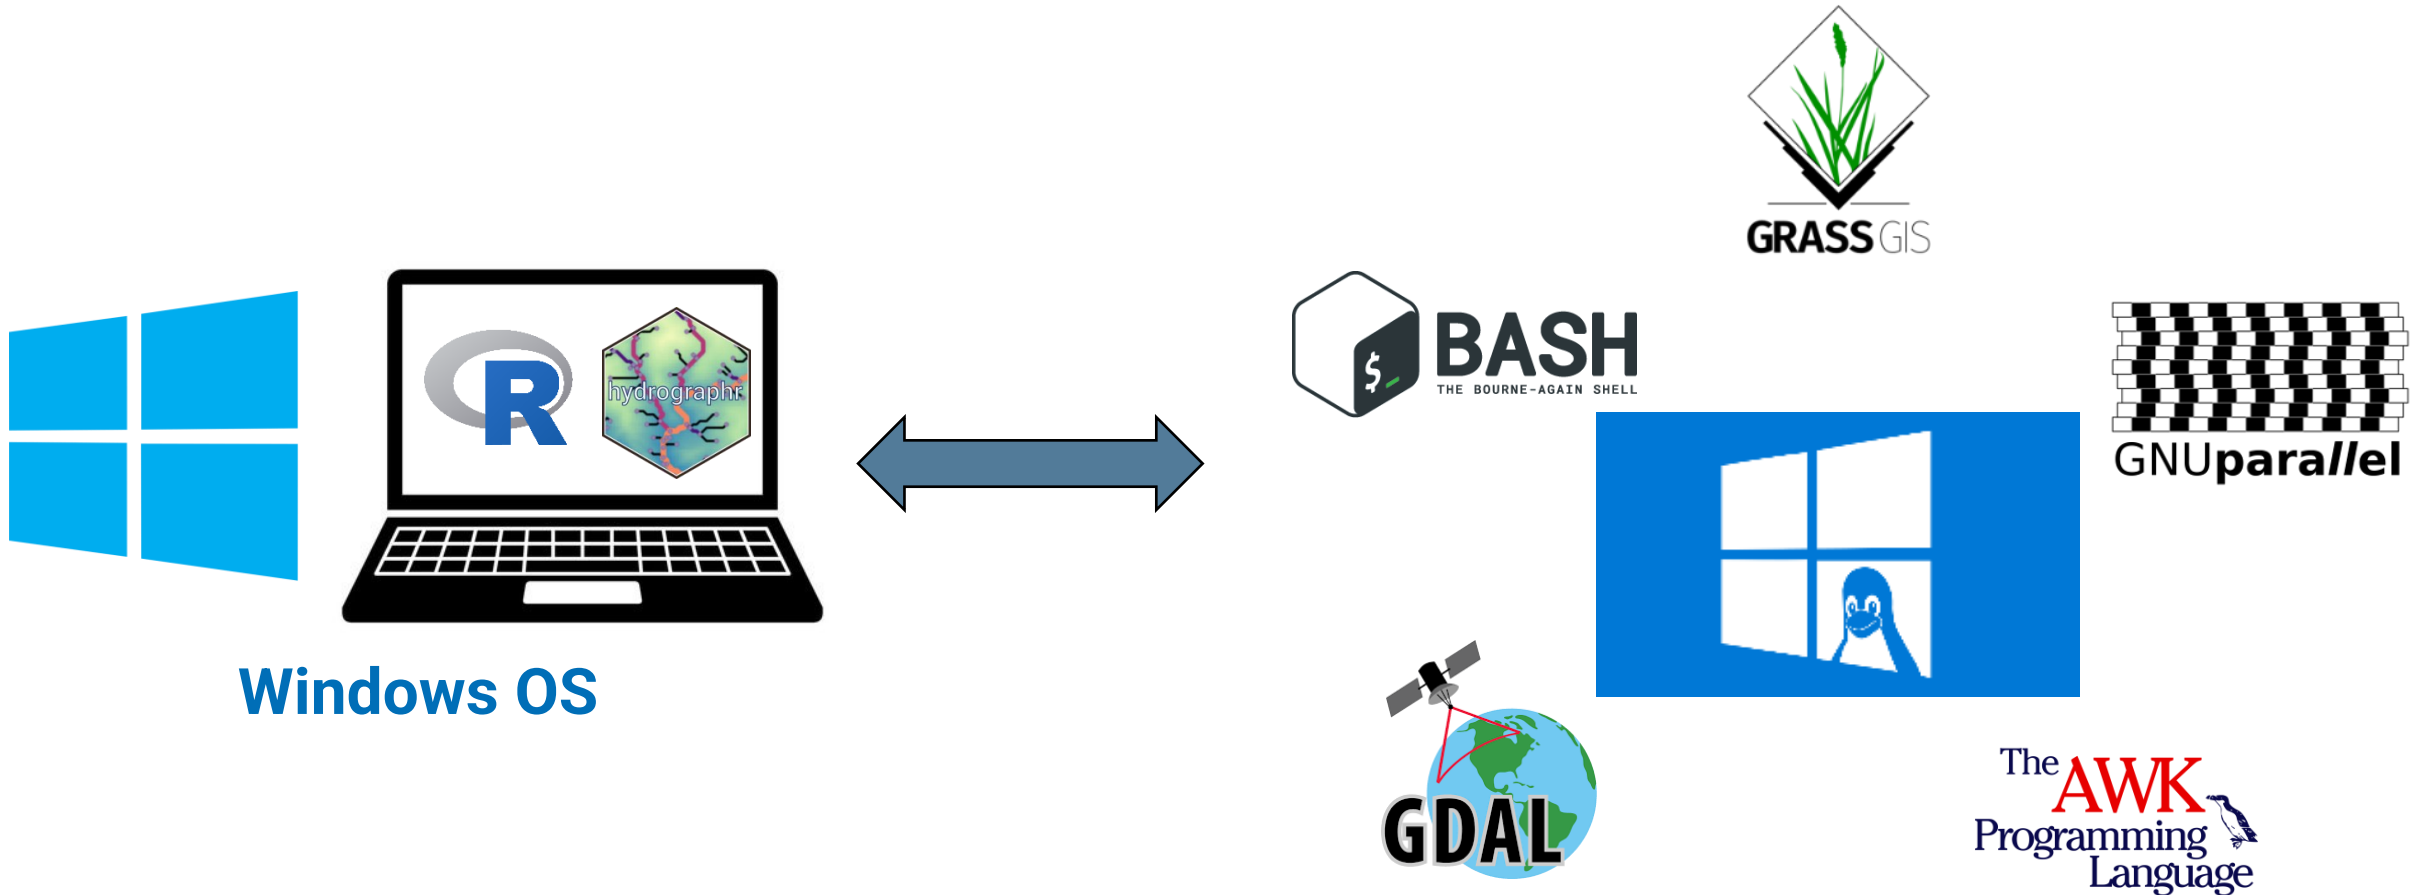 GRASS GIS
R
hydrographr
$_
BASH
THE BOURNE-AGAIN SHELL
GNUparallel
Windows OS
GDAL
The AWK
Programming
Language